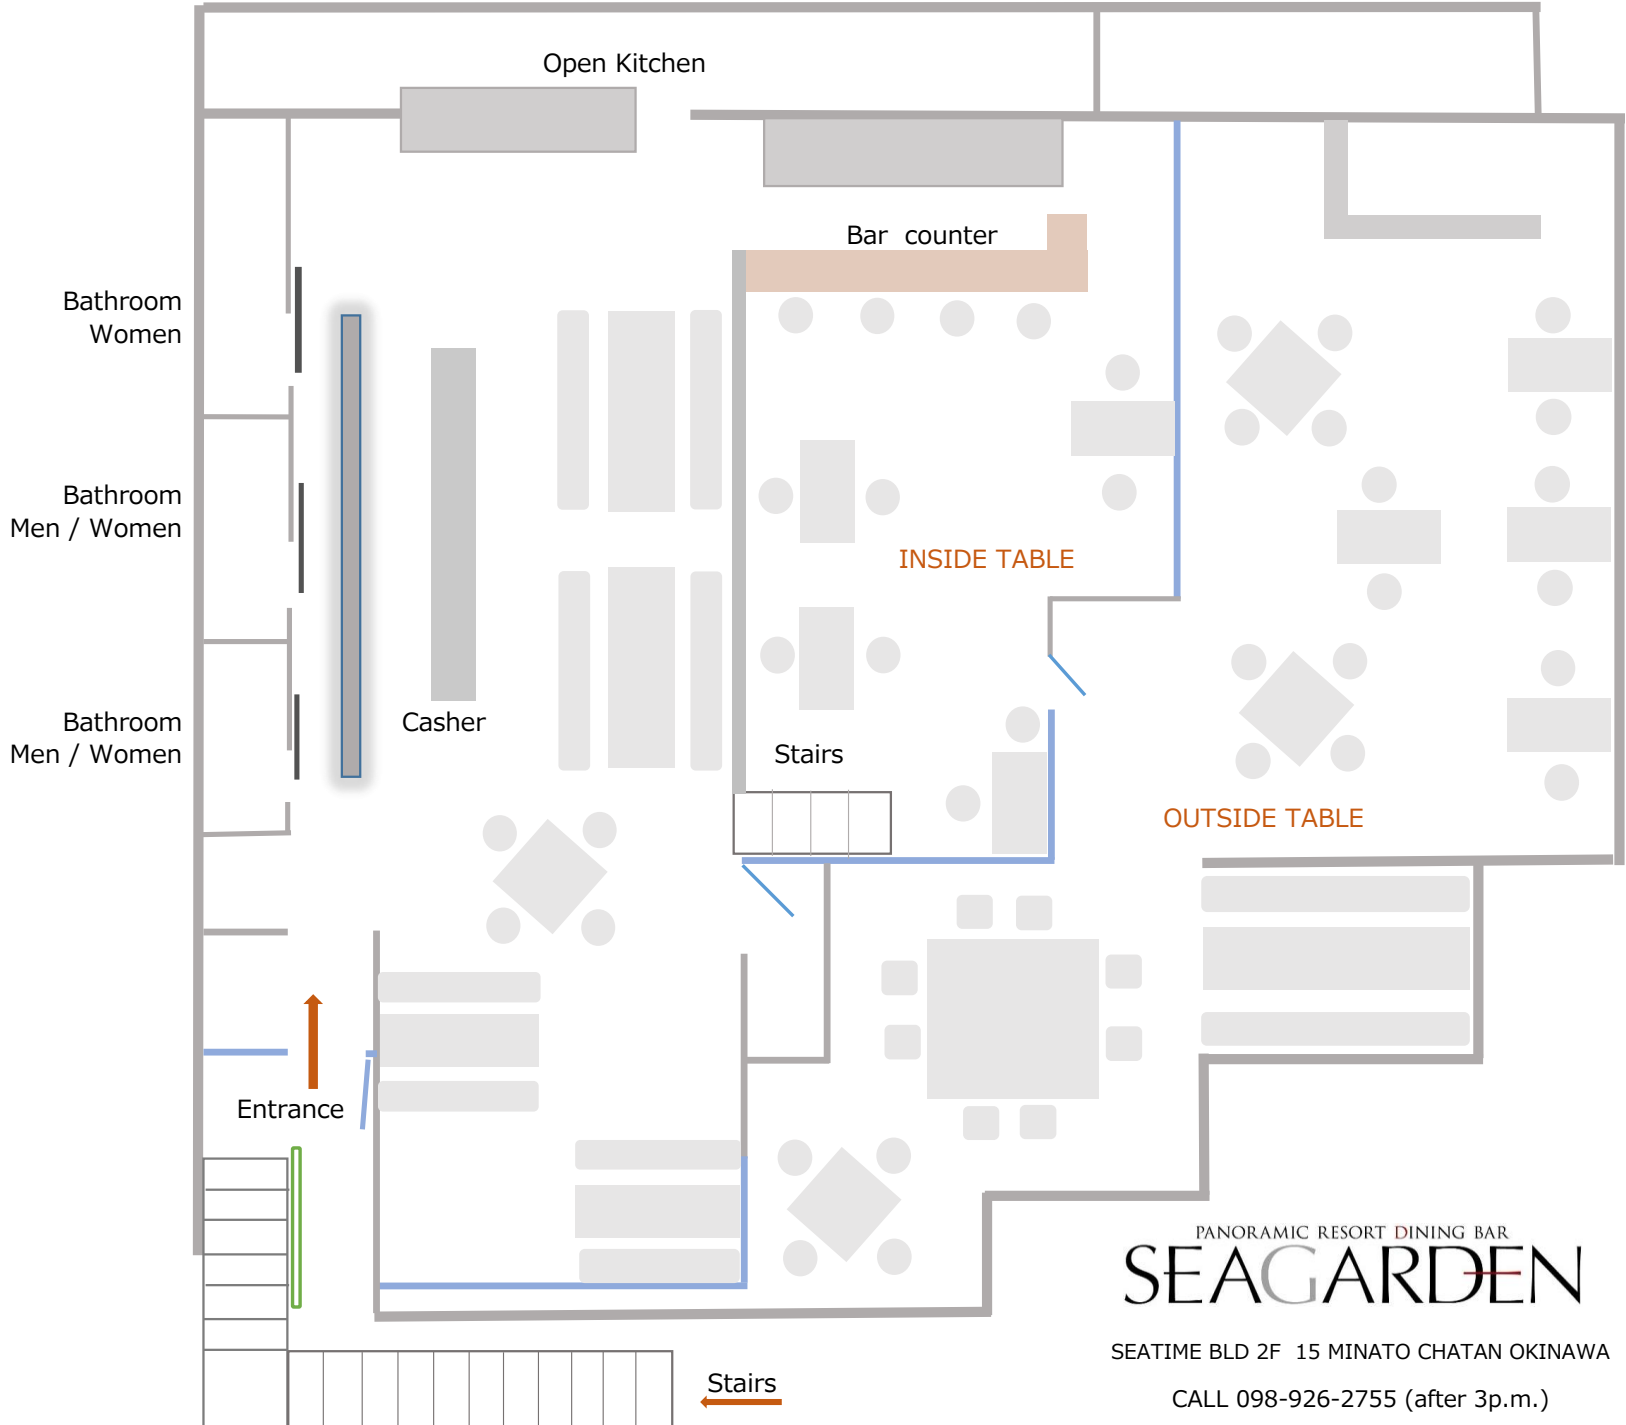 Open Kitchen
Bar counter
Bathroom
Women
Bathroom
Men / Women
INSIDE TABLE
Bathroom
Men / Women
Casher
Stairs
OUTSIDE TABLE
Entrance
Stairs
PANORAMIC RESORT DINING BAR
SEAGARDEN
SEATIME BLD 2F 15 MINATO CHATAN OKINAWA
CALL 098-926-2755 (after 3p.m.)